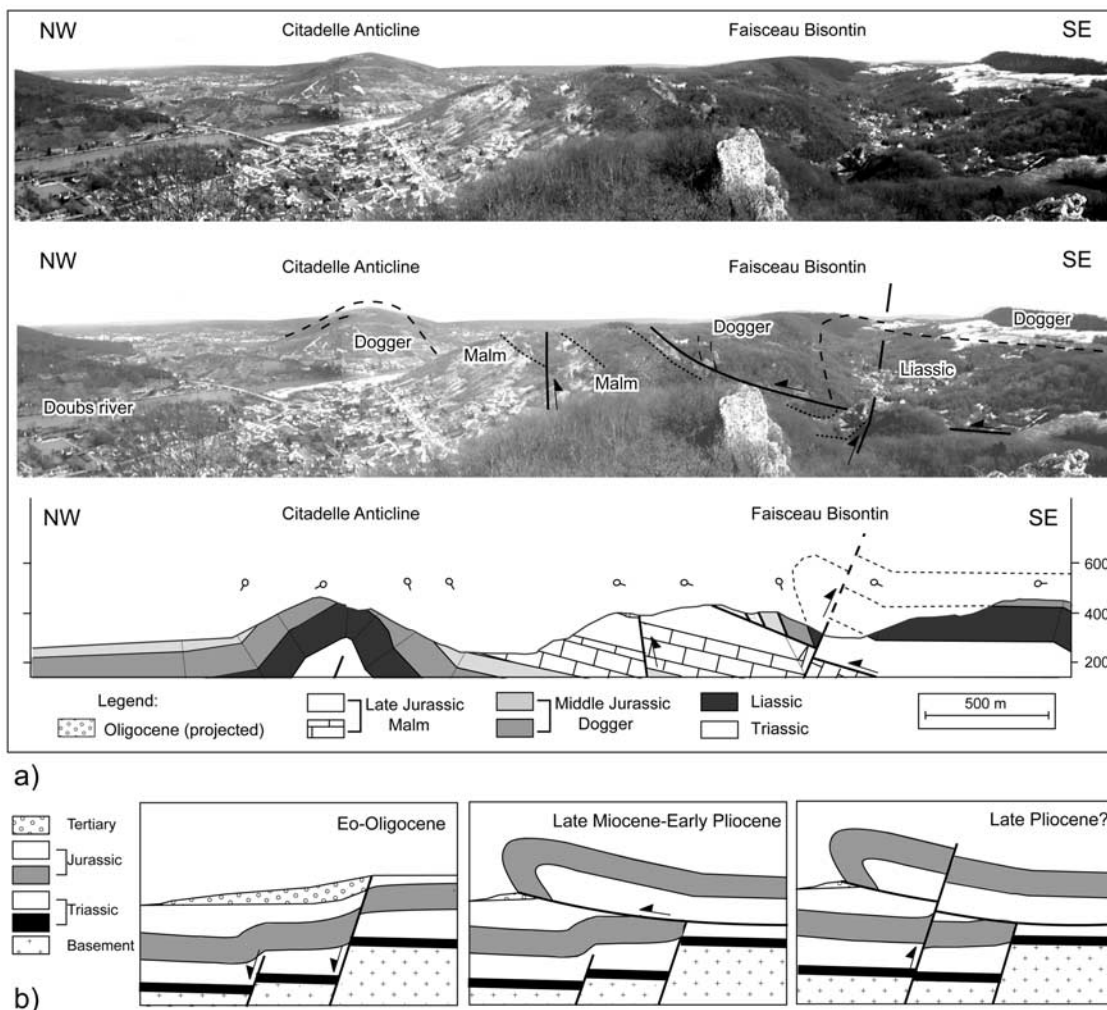 NW Citadelle Anticline Faisceau Bisontin SE
NW Citadelle Anticline Faisceau Bisontin SE
Dogger
Dogger
Dogger
Malm
Liassic
Malm
Doubs river
NW Citadelle Anticline Faisceau Bisontin SE
600
400
200
Legend:
Oligocene (projected)
Late Jurassic
Malm
Middle Jurassic
Dogger
Liassic
Triassic
500 m
a)
Tertiary
Jurassic
Triassic
Basement
Eo-Oligocene
Late Miocene-Early Pliocene
Late Pliocene?
b)